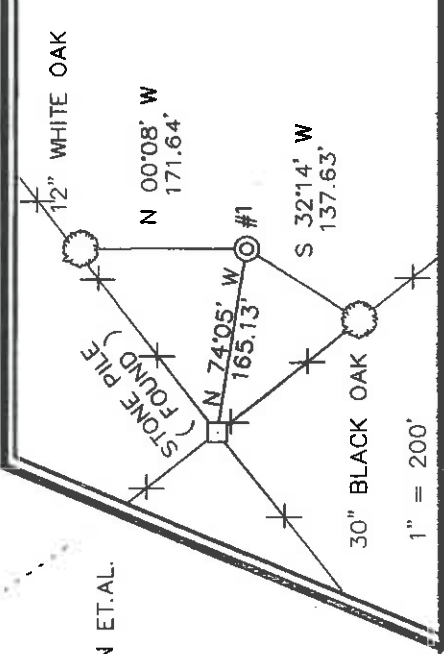 12" WHITE OAK
N 00°08' W
171.64'
STONE PILE
( FOUND )
N 74°05' W
165.13'
#1
S 32°14' W
137.63'
30" BLACK OAK
1" = 200'
N ET.AL.